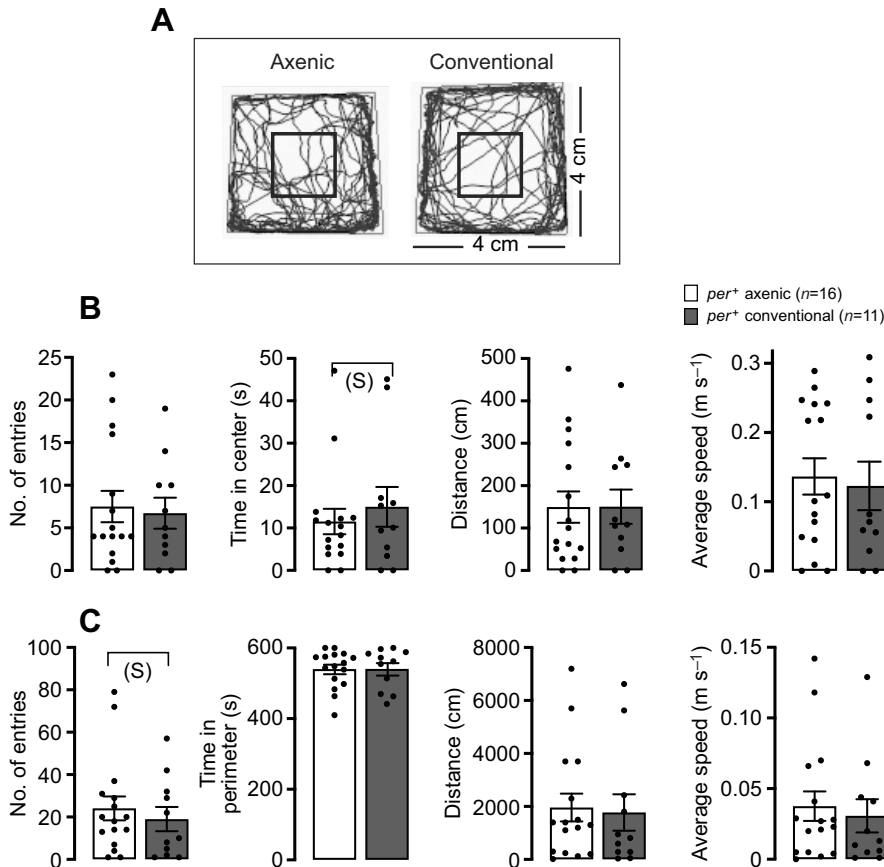 A
Axenic
Conventional
4 cm
4 cm
per+ axenic (n=16)
per+ conventional (n=11)
B
No. of entries
25
20
15
10
5
0
Time in center (s)
50
40
30
20
10
0
(S)
Distance (cm)
500
400
300
200
100
0
Average speed (m s−1)
0.3
0.2
0.1
0
C
No. of entries
100
80
60
40
20
0
(S)
Time in
perimeter (s)
600
500
200
0
Distance (cm)
8000
6000
4000
2000
0
Average speed (m s−1)
0.15
0.10
0.05
0